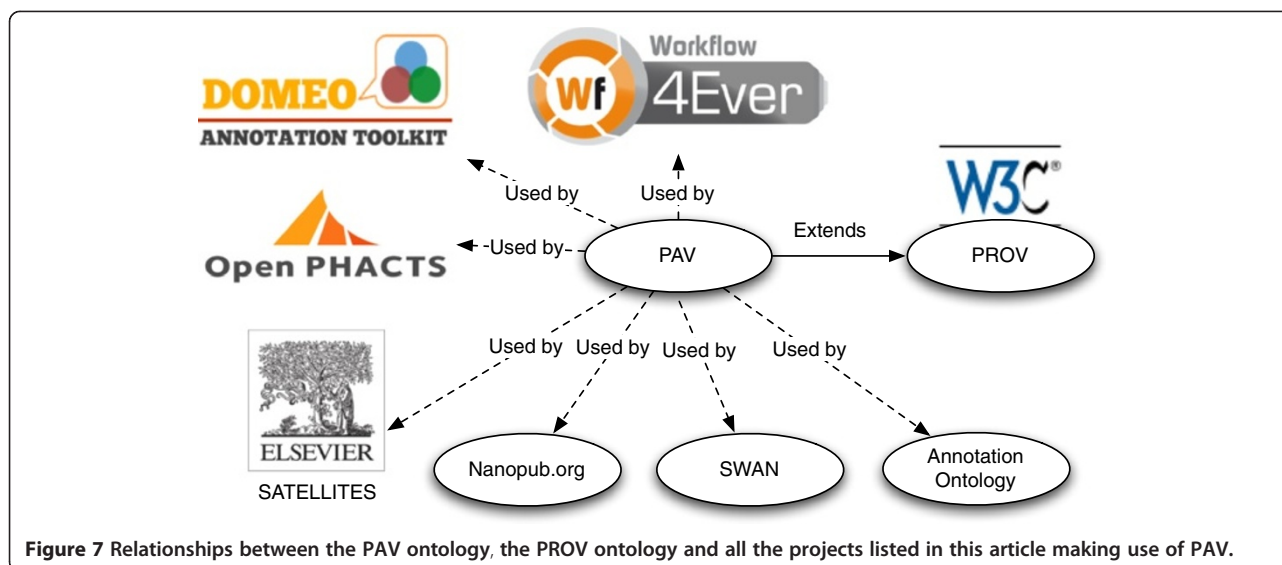 Workflow
4Ever
Wf
DOMEO
ANNOTATION TOOLKIT
W3C®
Used by
Used by
Open PHACTS
Used by
PAV
Extends
PROV
Used by
Used by
Used by
Used by
ELSEVIER
SATELLITES
Nanopub.org
SWAN
Annotation
Ontology
Figure 7 Relationships between the PAV ontology, the PROV ontology and all the projects listed in this article making use of PAV.